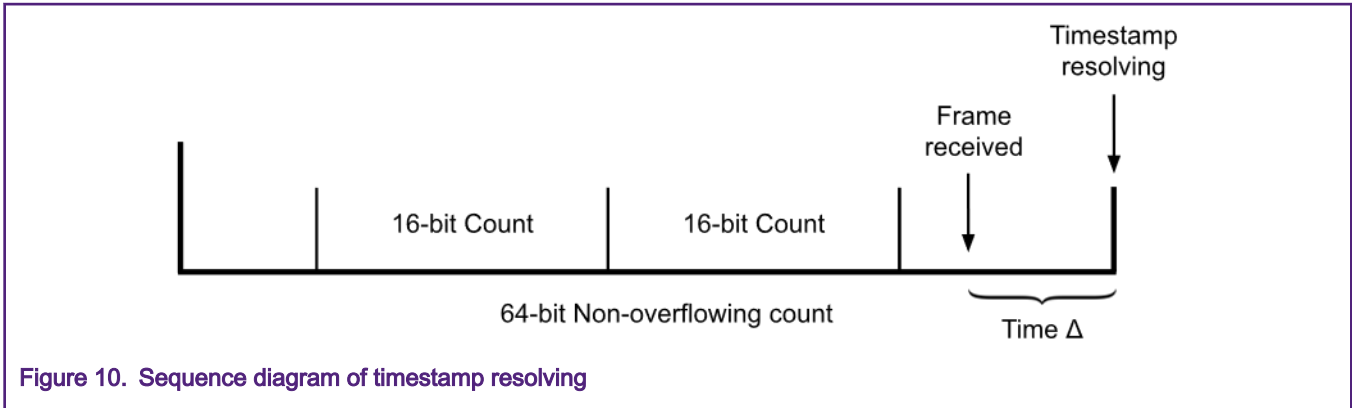 Timestamp
resolving
Frame
received
16-bit Count
16-bit Count
64-bit Non-overflowing count
Time Δ
Figure 10. Sequence diagram of timestamp resolving